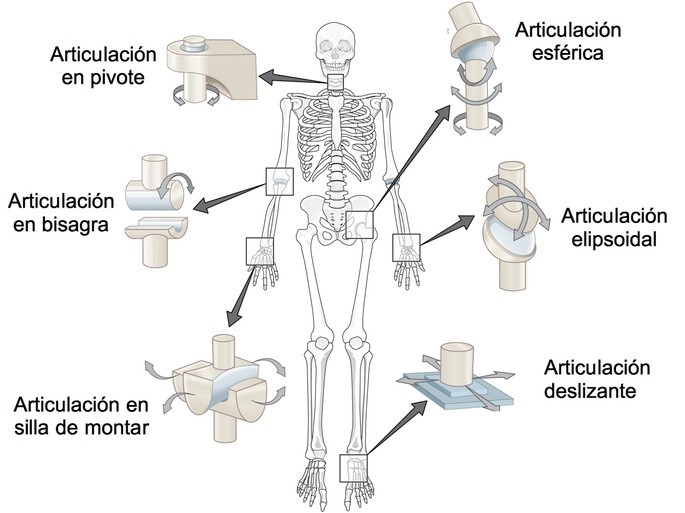 Articulación
en pivote
Articulación
esférica
Articulación
en bisagra
Articulación
elipsoidal
Articulación en
silla de montar
Articulación
deslizante